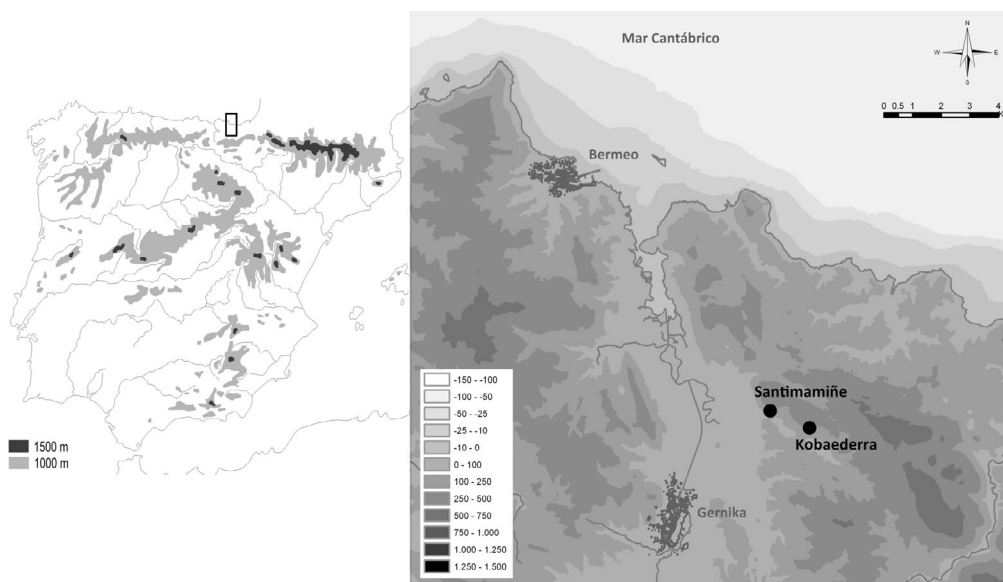 Mar Cantábrico
N
W E
S
0 0.5 1 2 3 4
Bermeo
Santimamiñe
Kobaederra
Gernika
1500 m
1000 m
-150 - -100
-100 - -50
-50 - -25
-25 - -10
-10 - 0
0 - 100
100 - 250
250 - 500
500 - 750
750 - 1.000
1.000 - 1.250
1.250 - 1.500